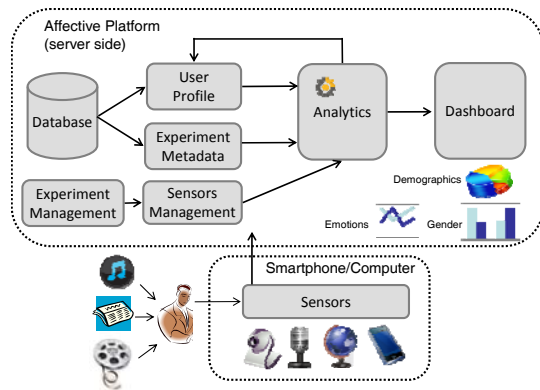 Affective Platform
(server side)
User
Profile
Database
Analytics
Dashboard
Experiment
Metadata
Experiment
Management
Sensors
Management
Demographics
Emotions
Gender
Smartphone/Computer
Sensors